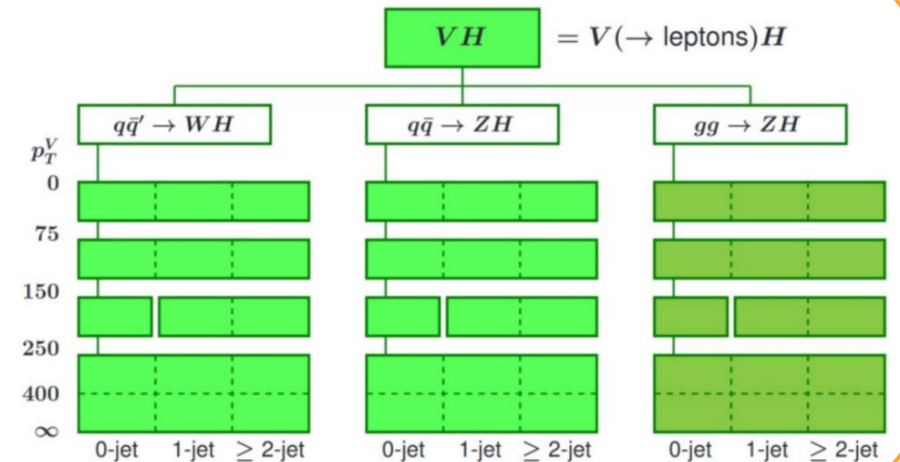 VH = V(→ leptons)H
qq̄′ → WH qq̄ → ZH gg → ZH
p_T^V
0
75
150
250
400
∞
0-jet 1-jet ≥ 2-jet 0-jet 1-jet ≥ 2-jet 0-jet 1-jet ≥ 2-jet